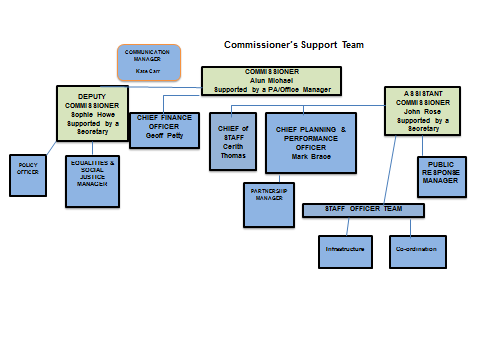 Commissioner's Support Team
COMMUNICATION
MANAGER
Kate Carr
COMMISSIONER
Alun Michael
Supported by a PA/Office Manager
DEPUTY
COMMISSIONER
Sophie Howe
Supported by a
Secretary
CHIEF FINANCE
OFFICER
Geoff Petty
CHIEF of
STAFF
Cerith
Thomas
CHIEF PLANNING &
PERFORMANCE
OFFICER
Mark Brace
ASSISTANT
COMMISSIONER
John Rose
Supported by a
Secretary
POLICY
OFFICER
EQUALITIES &
SOCIAL
JUSTICE
MANAGER
PARTNERSHIP
MANAGER
PUBLIC
RESPONSE
MANAGER
STAFF OFFICER TEAM
Infrastructure
Co-ordination